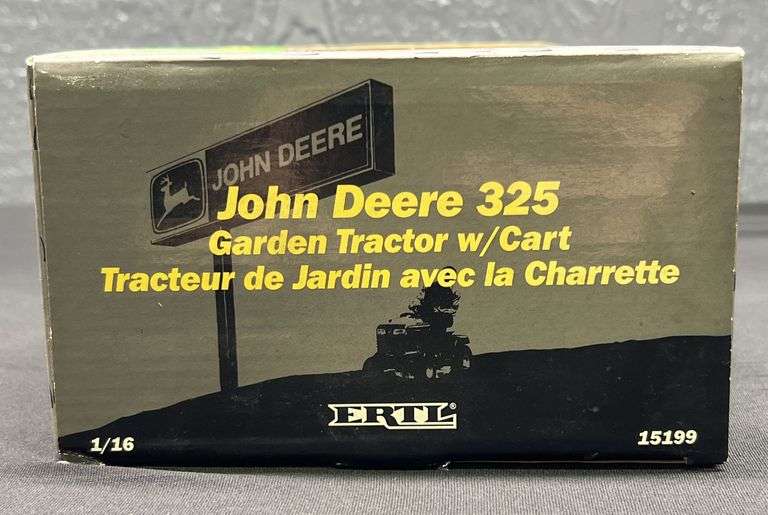 JOHN DEERE
John Deere 325
Garden Tractor w/Cart
Tracteur de Jardin avec la Charrette
ERTL®
1/16
15199